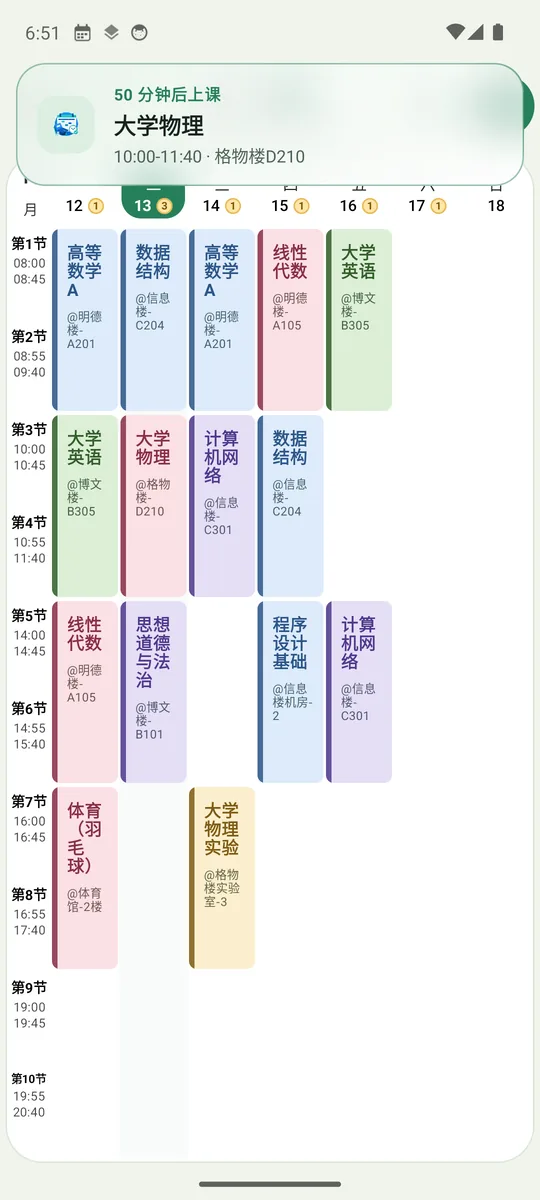 6:51
50 分钟后上课
大学物理
10:00-11:40 · 格物楼D210
月
12 1
13 3
14 1
15 1
16 1
17 1
18
第1节
08:00
08:45
第2节
08:55
09:40
高等
数学
A
@明德
楼-
A201
数据
结构
@信息
楼-
C204
高等
数学
A
@明德
楼-
A201
线性
代数
@明德
楼-
A105
大学
英语
@博文
楼-
B305
第3节
10:00
10:45
第4节
10:55
11:40
大学
英语
@博文
楼-
B305
大学
物理
@格物
楼-
D210
计算
机网
络
@信息
楼-
C301
数据
结构
@信息
楼-
C204
第5节
14:00
14:45
第6节
14:55
15:40
线性
代数
@明德
楼-
A105
思想
道德
与法
治
@博文
楼-
B101
程序
设计
基础
@信息
楼机房-
2
计算
机网
络
@信息
楼-
C301
第7节
16:00
16:45
第8节
16:55
17:40
体育
（羽
毛
球）
@体育
馆-2楼
大学
物理
实验
@格物
楼实验
室-3
第9节
19:00
19:45
第10节
19:55
20:40